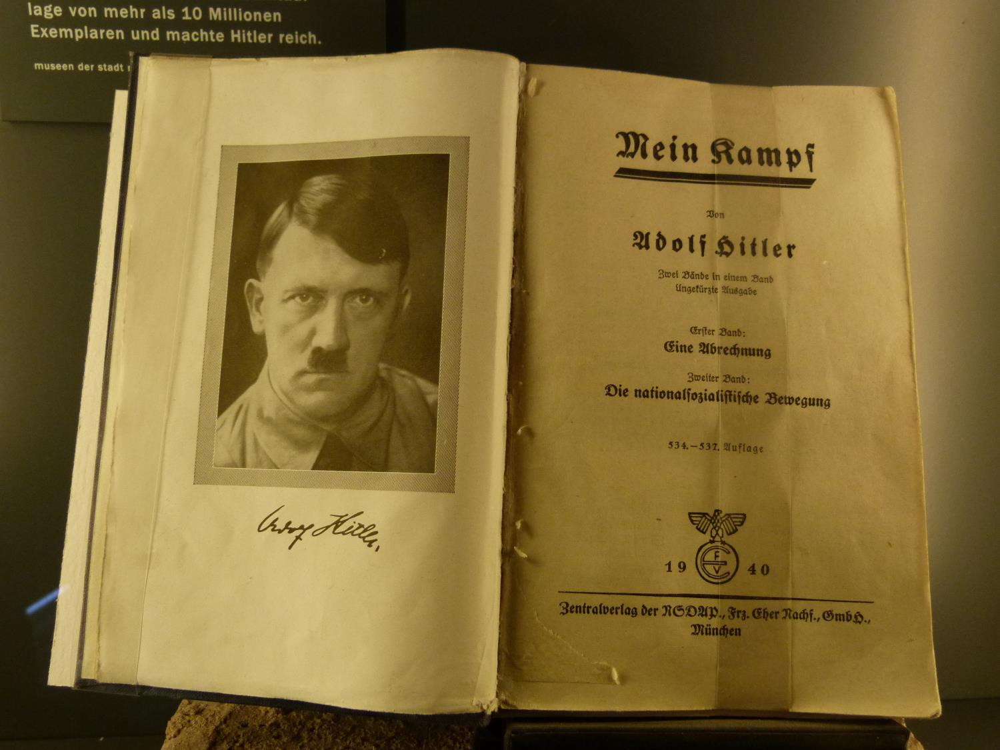 lage von mehr als 10 Millionen
Exemplaren und machte Hitler reich.
museen der stadt
Adolf Hitler.
Mein Kampf
Von
Adolf Hitler
Zwei Bände in einem Band
Ungekürzte Ausgabe
Erster Band:
Eine Abrechnung
Zweiter Band:
Die nationalsozialistische Bewegung
534.–537. Auflage
F
E
V
19 40
Zentralverlag der NSDAP., Frz. Eher Nachf., GmbH.,
München